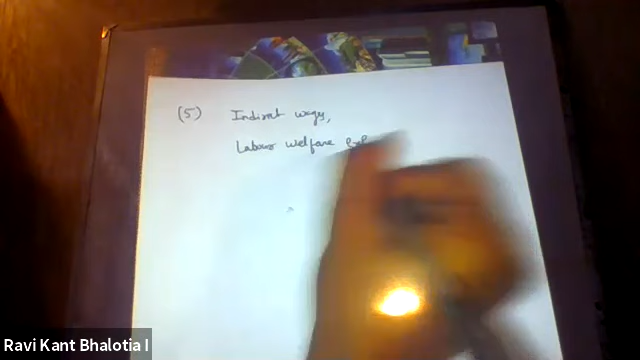 (5) Indirect wages,
Labour welfare
Ravi Kant Bhalotia I